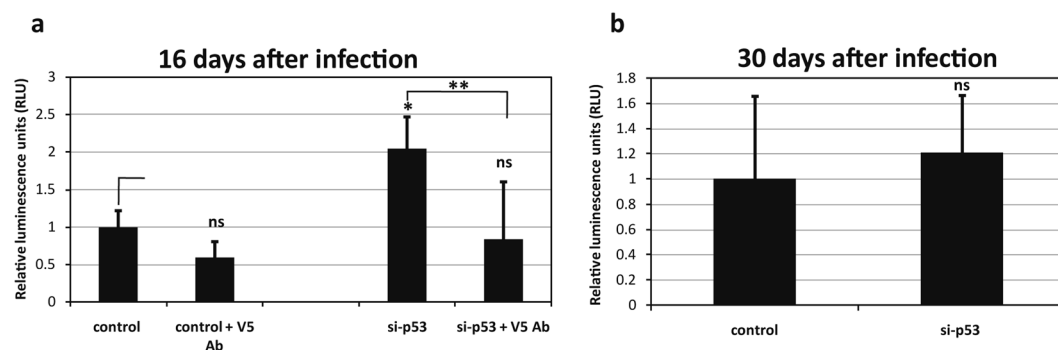 a
16 days after infection
Relative luminescence units (RLU)
3
2.5
2
1.5
1
0.5
0
ns
*
**
ns
control
control + V5
Ab
si-p53
si-p53 + V5 Ab
b
30 days after infection
Relative luminescence units (RLU)
1.8
1.6
1.4
1.2
1
0.8
0.6
0.4
0.2
0
ns
control
si-p53